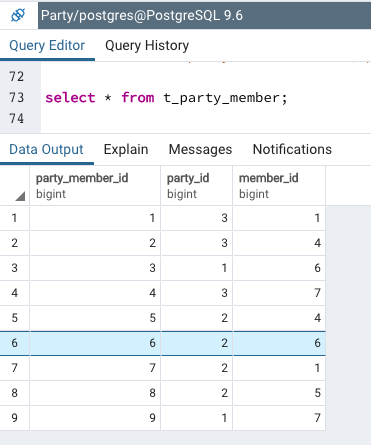 Party/postgres@PostgreSQL 9.6
Query Editor Query History
72
73 select * from t_party_member;
74
Data Output Explain Messages Notifications
party_member_id party_id member_id
bigint bigint bigint
1 1 3 1
2 2 3 4
3 3 1 6
4 4 3 7
5 5 2 4
6 6 2 6
7 7 2 1
8 8 2 5
9 9 1 7